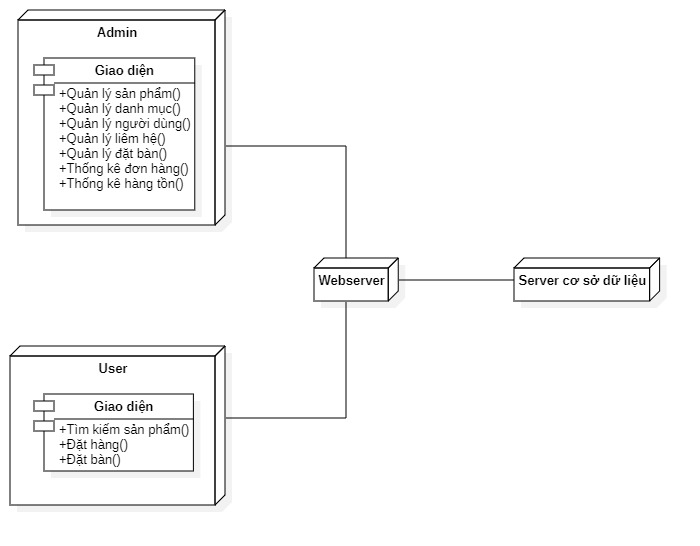 Admin
Giao diện
+Quản lý sản phẩm()
+Quản lý danh mục()
+Quản lý người dùng()
+Quản lý liêm hệ()
+Quản lý đặt bàn()
+Thống kê đơn hàng()
+Thống kê hàng tồn()
Webserver
Server cơ sở dữ liệu
User
Giao diện
+Tìm kiếm sản phẩm()
+Đặt hàng()
+Đặt bàn()